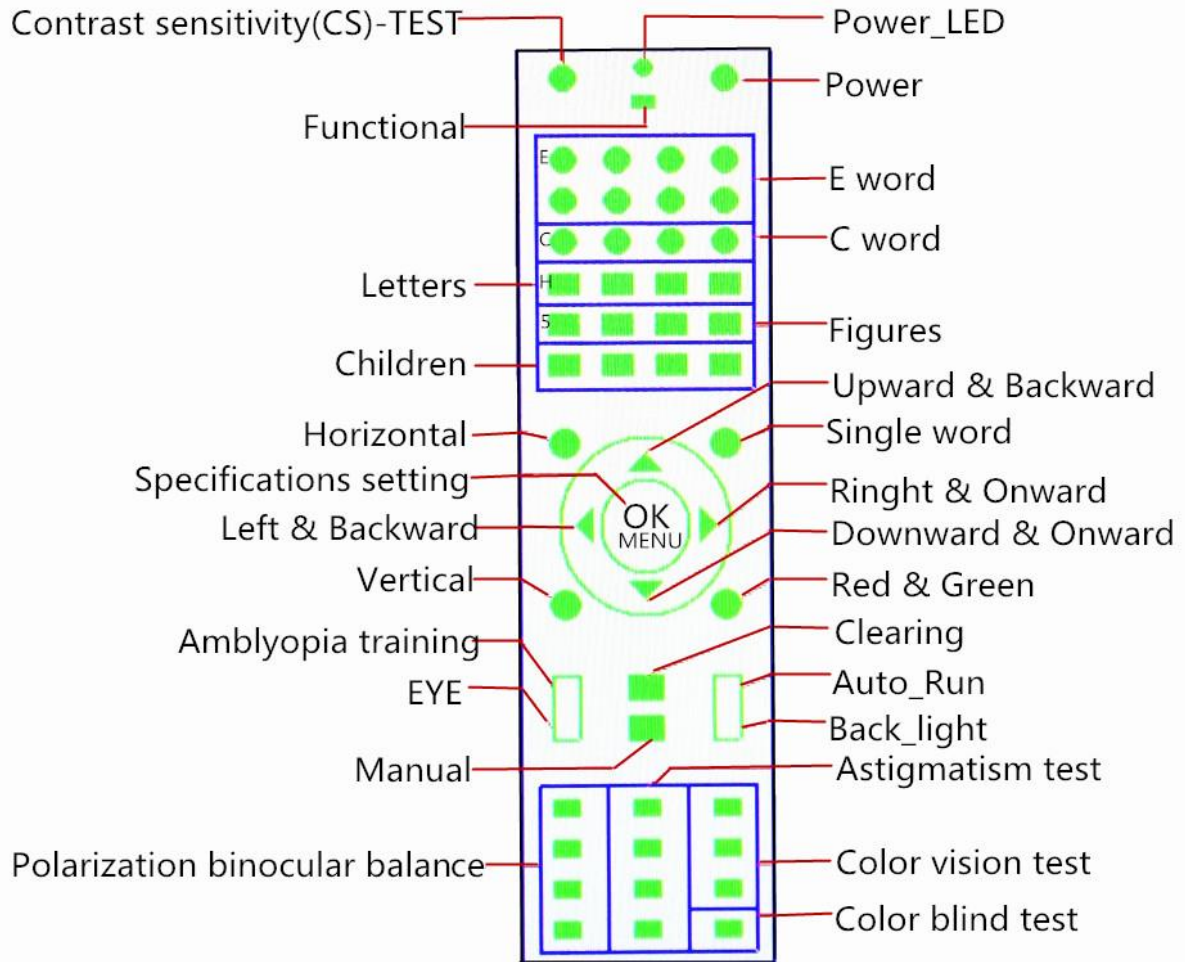 Contrast sensitivity(CS)-TEST
Power_LED
Power
Functional
E
E word
C
C word
Letters
H
5
Figures
Children
Upward & Backward
Horizontal
Single word
Specifications setting
Ringht & Onward
OK
MENU
Left & Backward
Downward & Onward
Vertical
Red & Green
Clearing
Amblyopia training
Auto_Run
EYE
Back_light
Manual
Astigmatism test
Polarization binocular balance
Color vision test
Color blind test